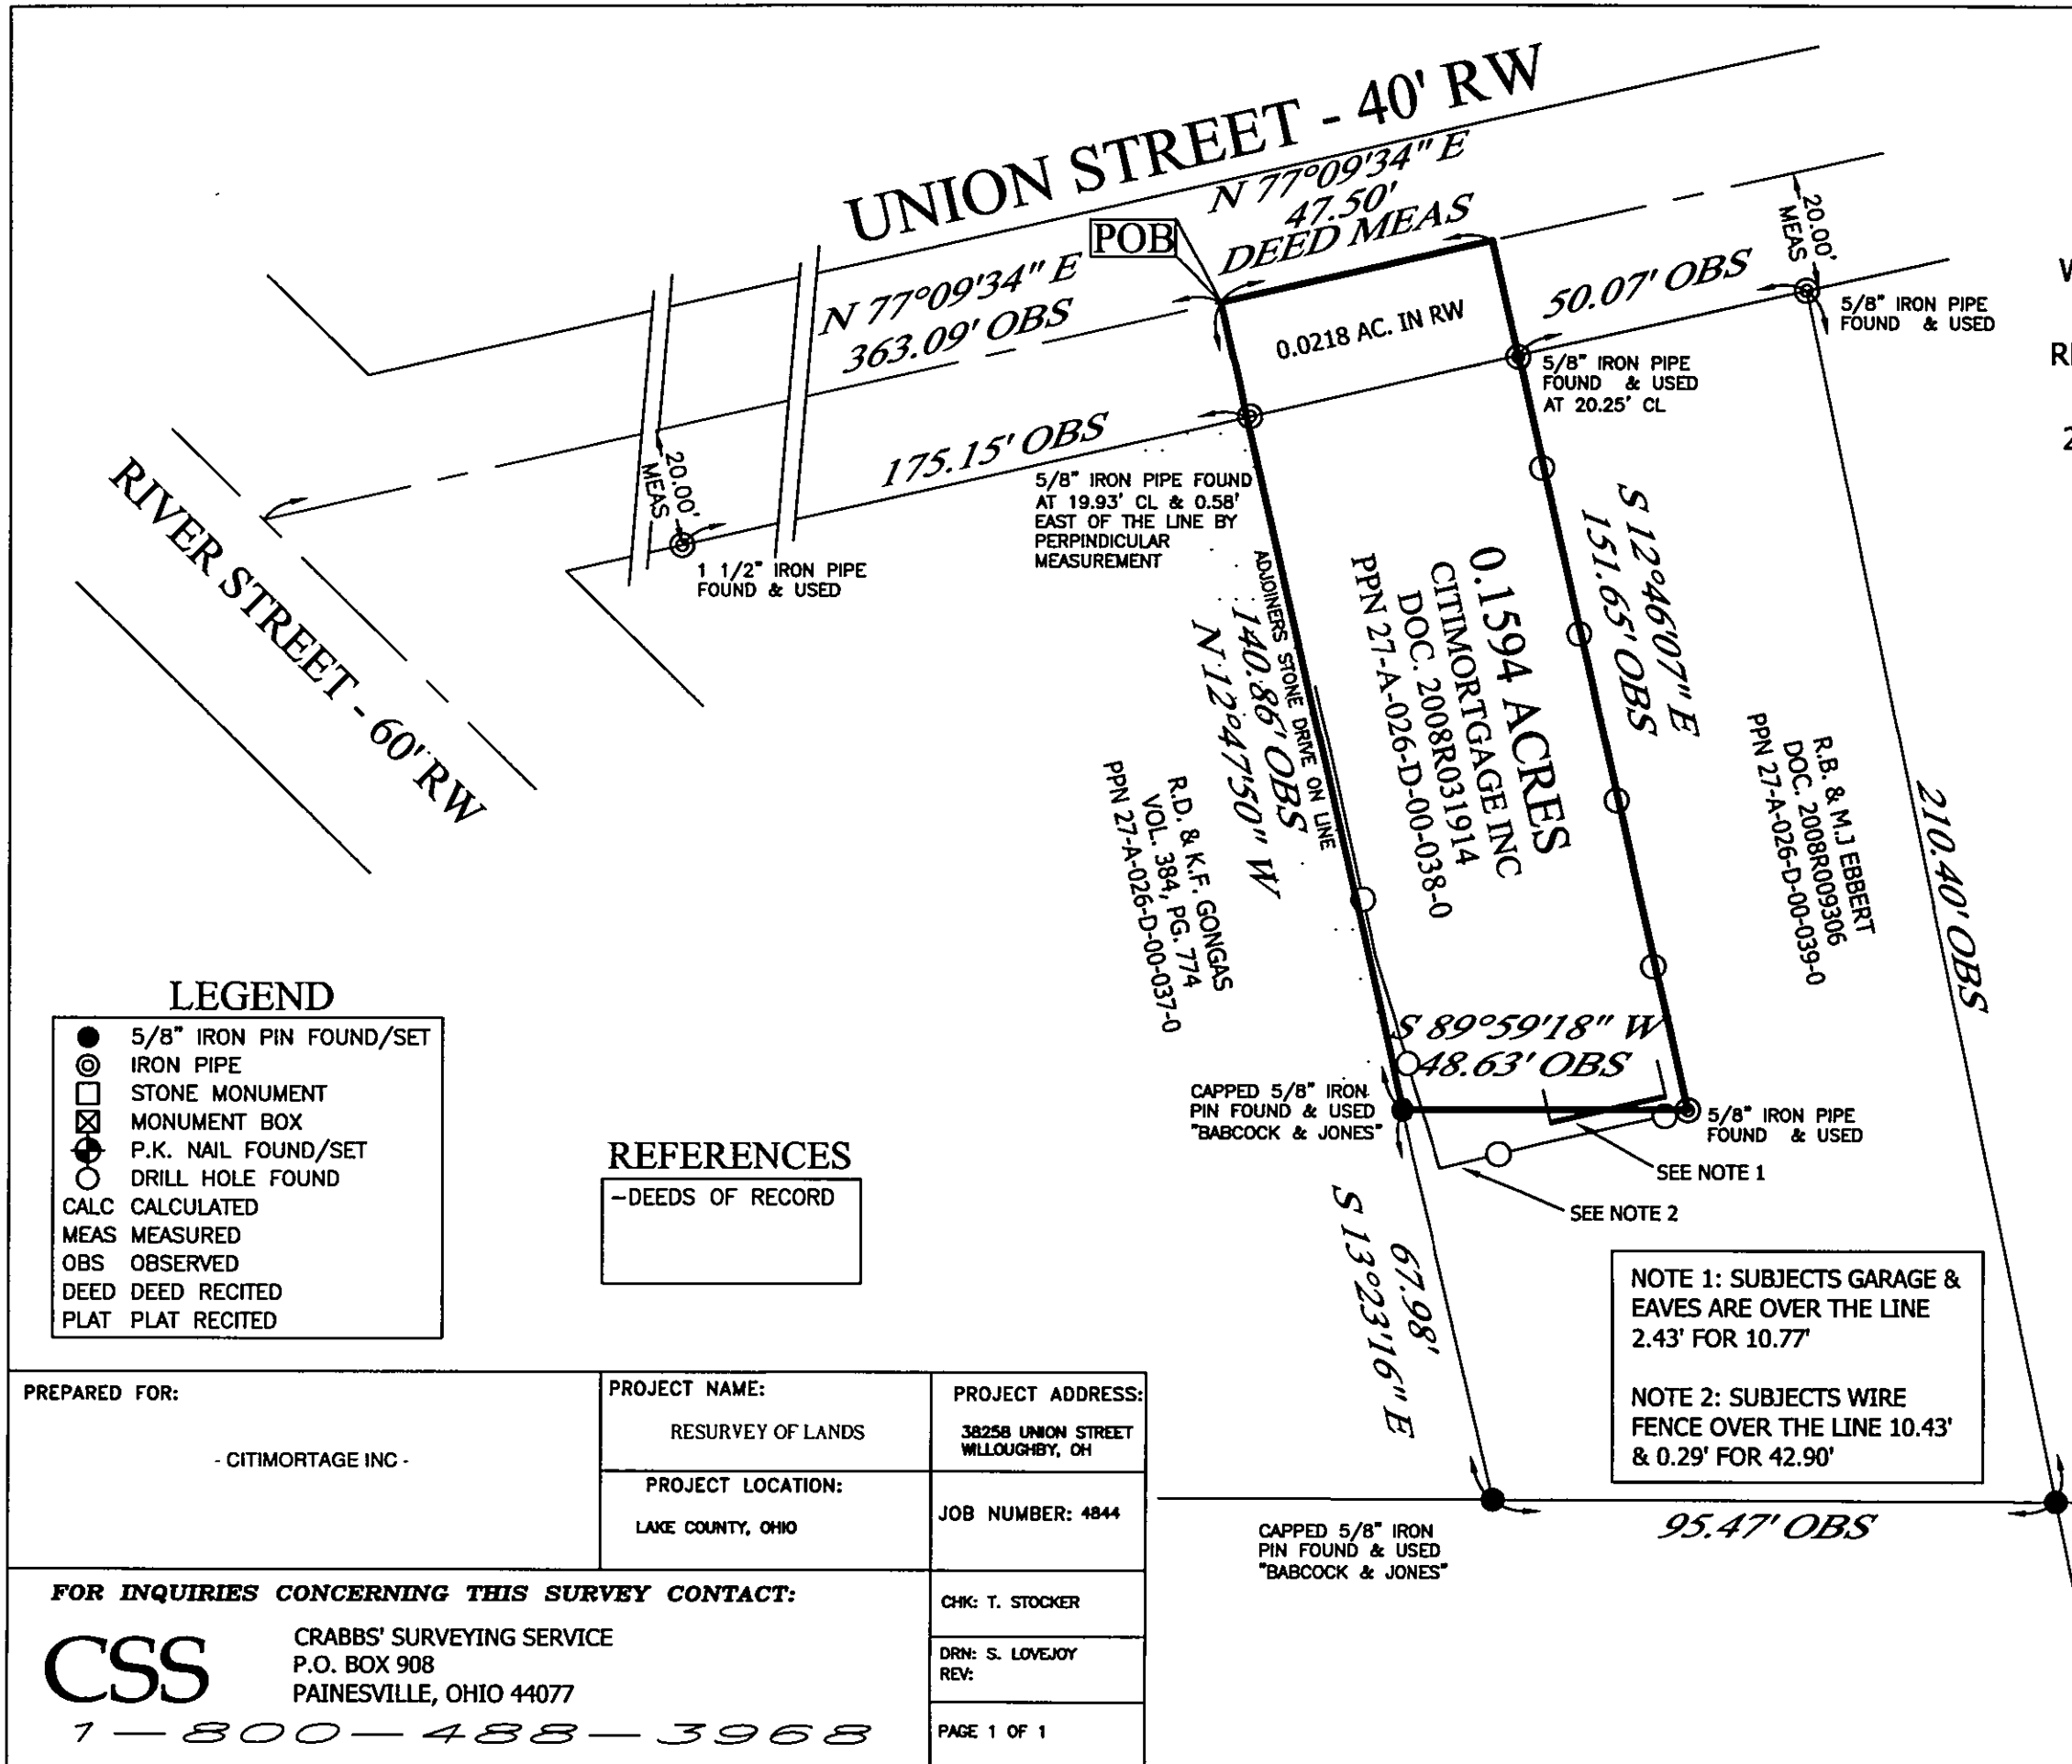 UNION STREET - 40' RW
N 77°09'34" E
47.50'
DEED MEAS
POB
N 77°09'34" E
363.09' OBS
0.0218 AC. IN RW
50.07' OBS
20.00'
MEAS
5/8" IRON PIPE
FOUND & USED
5/8" IRON PIPE
FOUND & USED
AT 20.25' CL
175.15' OBS
20.00'
MEAS
1 1/2" IRON PIPE
FOUND & USED
5/8" IRON PIPE FOUND
AT 19.93' CL & 0.58'
EAST OF THE LINE BY
PERPINDICULAR
MEASUREMENT
RIVER STREET - 60' RW
ADJOINERS STONE DRIVE ON LINE
140.86' OBS
N 12°47'50" W
0.1594 ACRES
CITIMORTGAGE INC
DOC. 2008R031914
PPN 27-A-026-D-00-038-0
S 12°46'07" E
151.65' OBS
R.B. & M.J EBBERT
DOC. 2008R009306
PPN 27-A-026-D-00-039-0
210.40' OBS
R.D. & K.F. GONGAS
VOL. 384, PG. 774
PPN 27-A-026-D-00-037-0
S 89°59'18" W
48.63' OBS
CAPPED 5/8" IRON
PIN FOUND & USED
"BABCOCK & JONES"
5/8" IRON PIPE
FOUND & USED
SEE NOTE 1
SEE NOTE 2
67.98'
S 13°23'16" E
NOTE 1: SUBJECTS GARAGE &
EAVES ARE OVER THE LINE
2.43' FOR 10.77'
NOTE 2: SUBJECTS WIRE
FENCE OVER THE LINE 10.43'
& 0.29' FOR 42.90'
CAPPED 5/8" IRON
PIN FOUND & USED
"BABCOCK & JONES"
95.47' OBS
LEGEND
5/8" IRON PIN FOUND/SET
IRON PIPE
STONE MONUMENT
MONUMENT BOX
P.K. NAIL FOUND/SET
DRILL HOLE FOUND
CALC CALCULATED
MEAS MEASURED
OBS OBSERVED
DEED DEED RECITED
PLAT PLAT RECITED
REFERENCES
-DEEDS OF RECORD
PREPARED FOR:
- CITIMORTAGE INC -
PROJECT NAME:
RESURVEY OF LANDS
PROJECT ADDRESS:
38258 UNION STREET
WILLOUGHBY, OH
PROJECT LOCATION:
LAKE COUNTY, OHIO
JOB NUMBER: 4844
FOR INQUIRIES CONCERNING THIS SURVEY CONTACT:
CSS
CRABBS' SURVEYING SERVICE
P.O. BOX 908
PAINESVILLE, OHIO 44077
1-800-488-3968
CHK: T. STOCKER
DRN: S. LOVEJOY
REV:
PAGE 1 OF 1